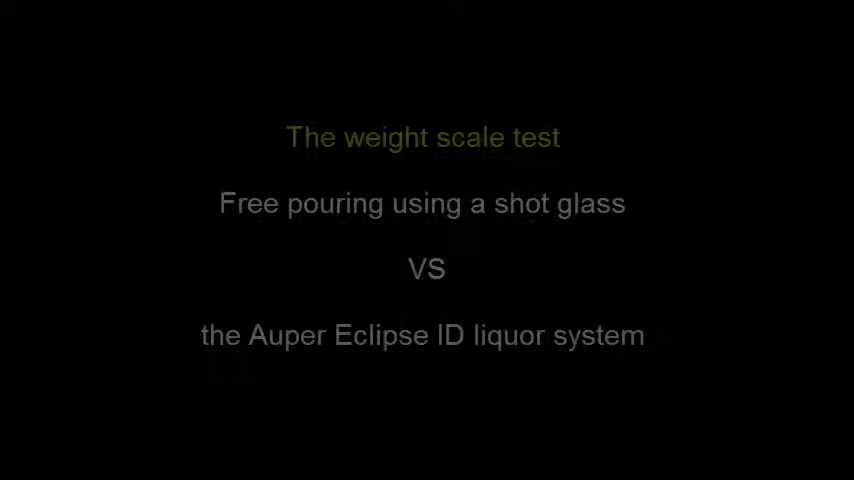 The weight scale test
Free pouring using a shot glass
VS
the Auper Eclipse ID liquor system